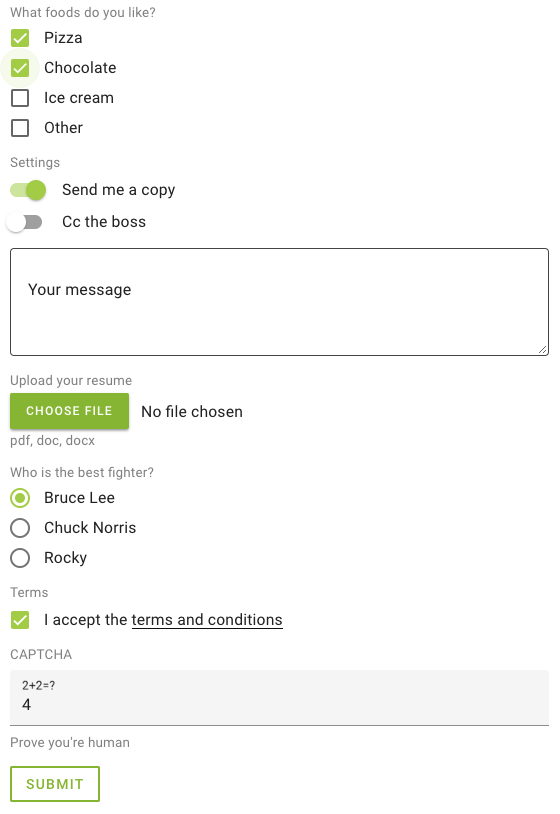 What foods do you like?
Pizza
Chocolate
Ice cream
Other
Settings
Send me a copy
Cc the boss
Your message
Upload your resume
CHOOSE FILE No file chosen
pdf, doc, docx
Who is the best fighter?
Bruce Lee
Chuck Norris
Rocky
Terms
I accept the terms and conditions
CAPTCHA
2+2=?
4
Prove you're human
SUBMIT